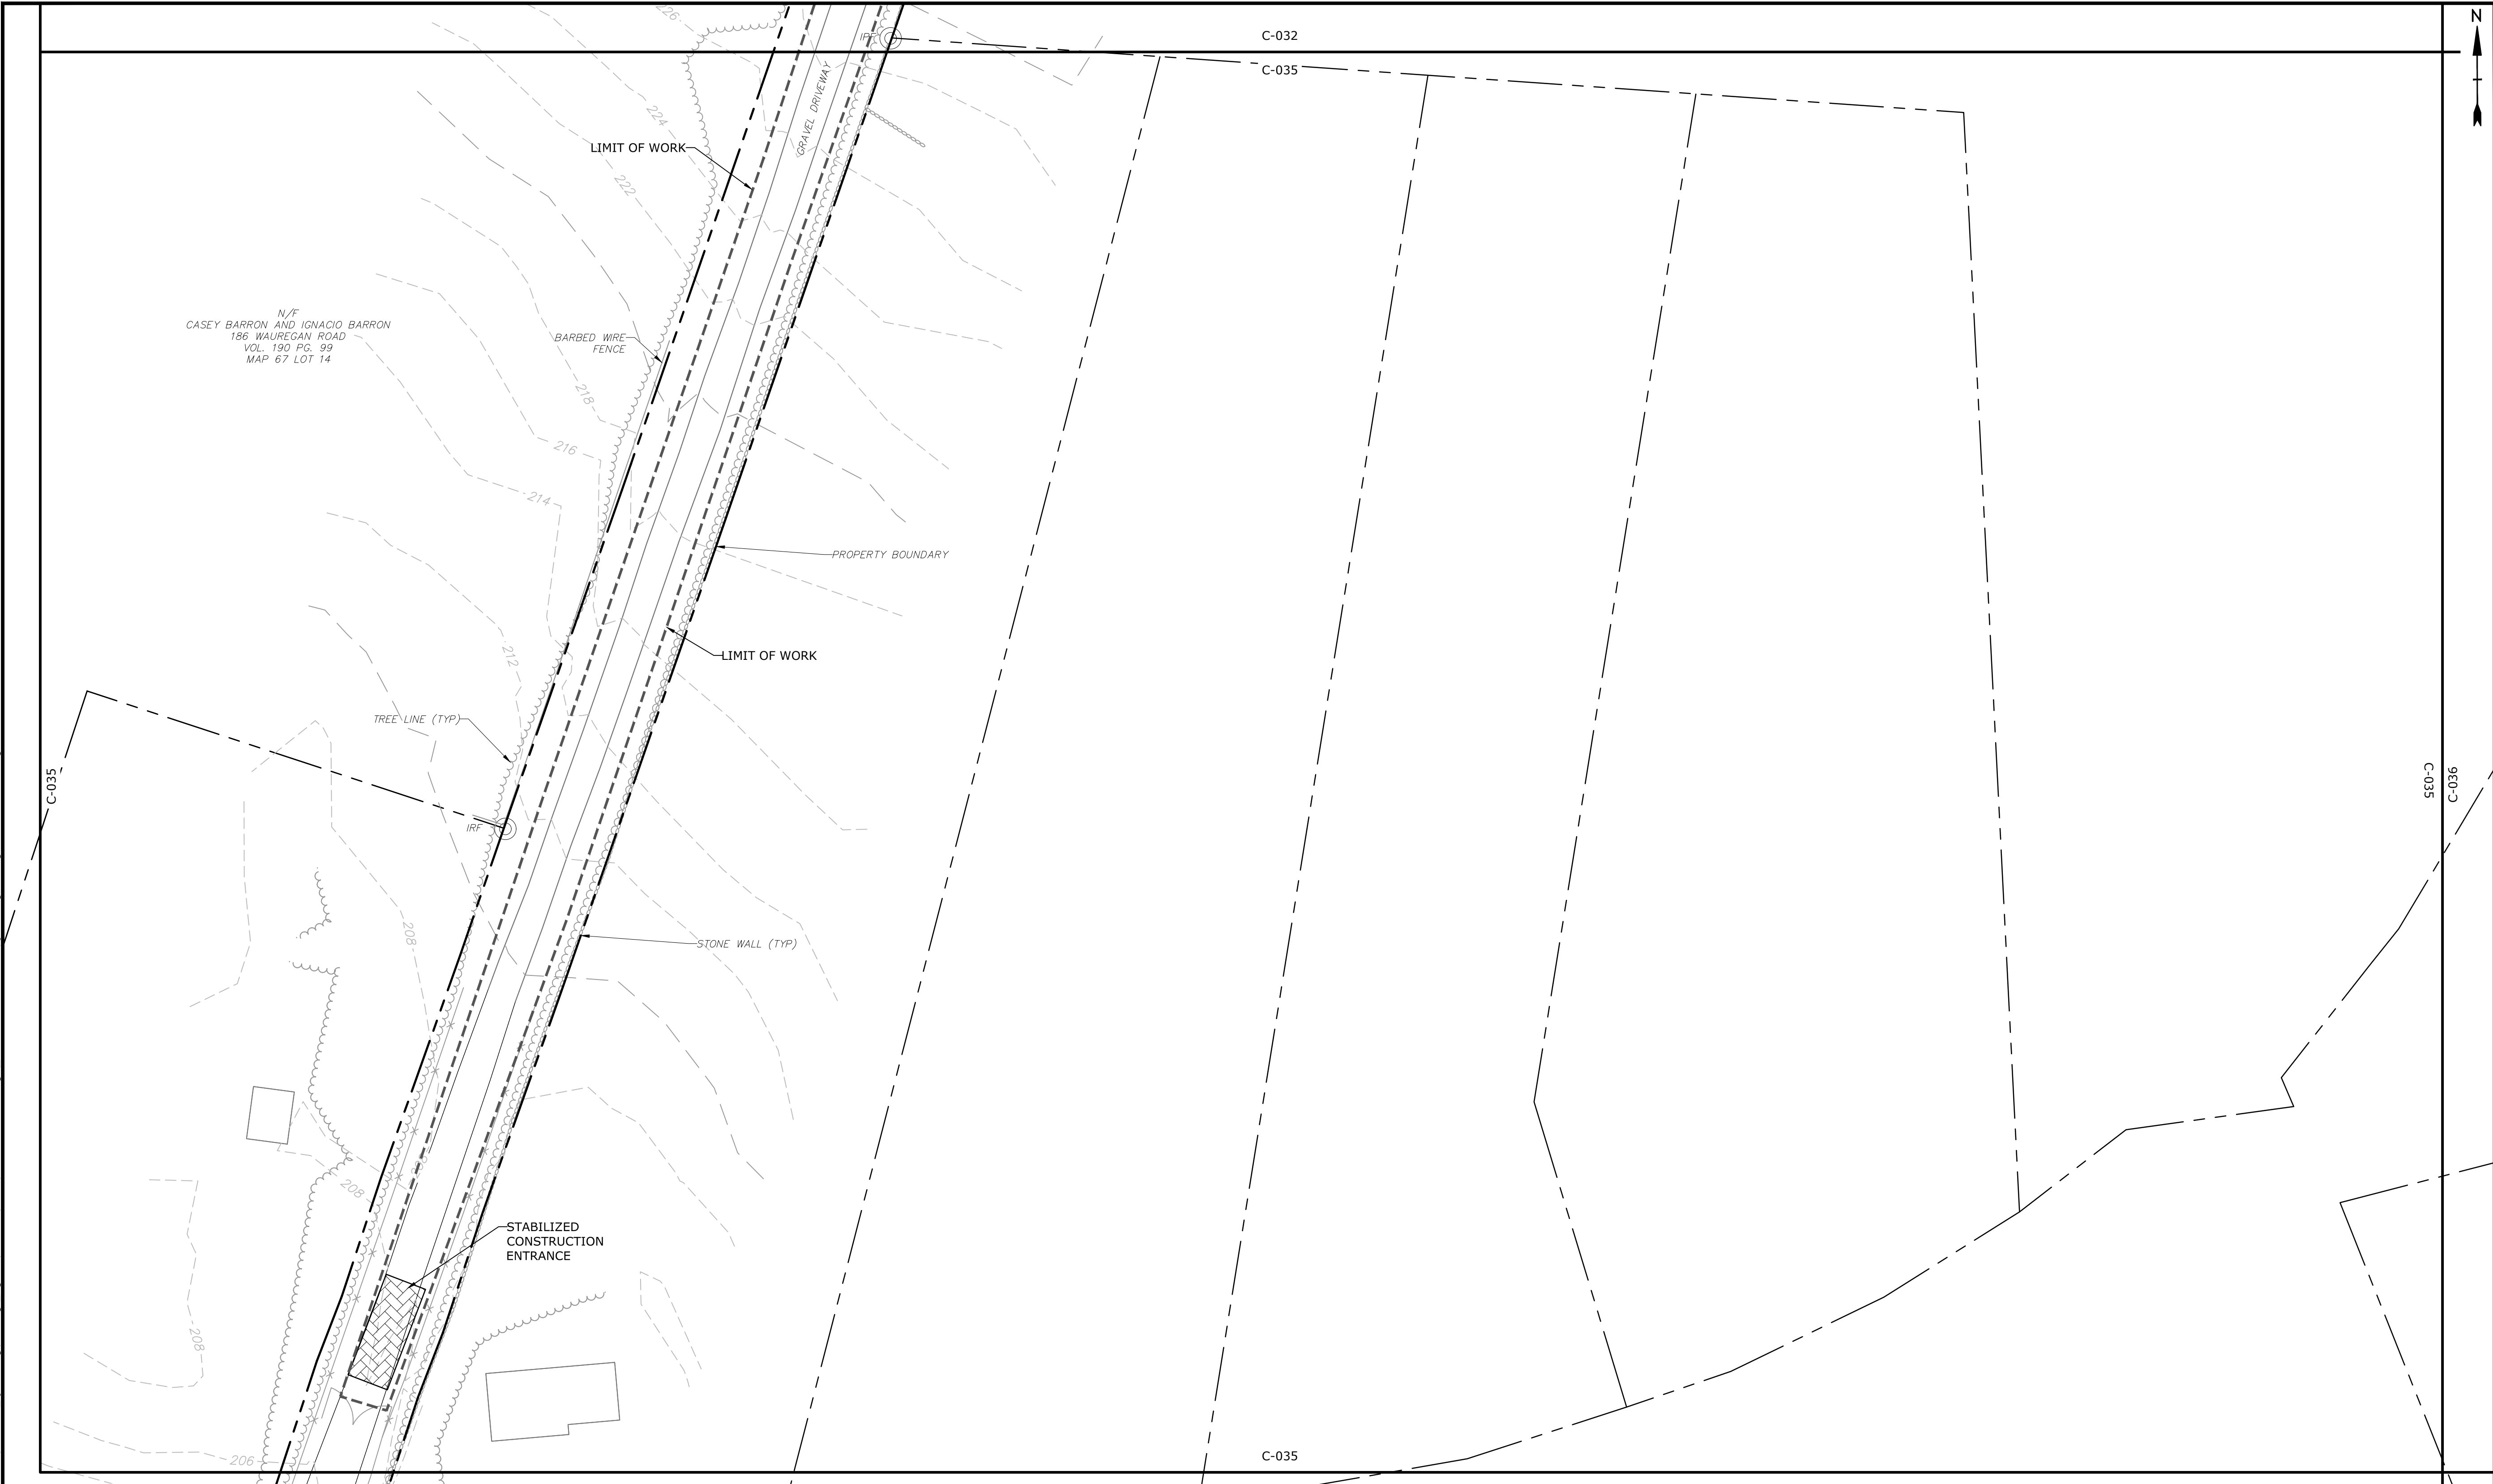 N
C-032
C-035
226
IPF
GRAVEL DRIVEWAY
224
LIMIT OF WORK
222
N/F
CASEY BARRON AND IGNACIO BARRON
186 WAUREGAN ROAD
VOL. 190 PG. 99
MAP 67 LOT 14
BARBED WIRE
FENCE
218
216
214
PROPERTY BOUNDARY
212
LIMIT OF WORK
TREE LINE (TYP)
C-035
C-035
C-036
IRF
208
STONE WALL (TYP)
208
STABILIZED
CONSTRUCTION
ENTRANCE
208
206
C-035